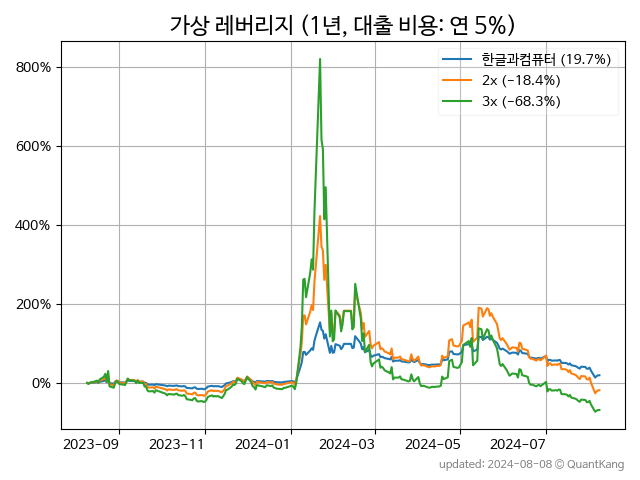 가상 레버리지 (1년, 대출 비용: 연 5%)
한글과컴퓨터 (19.7%)
2x (−18.4%)
3x (−68.3%)
800%
600%
400%
200%
0%
2023−09 2023−11 2024−01 2024−03 2024−05 2024−07
updated: 2024−08−08 © QuantKang